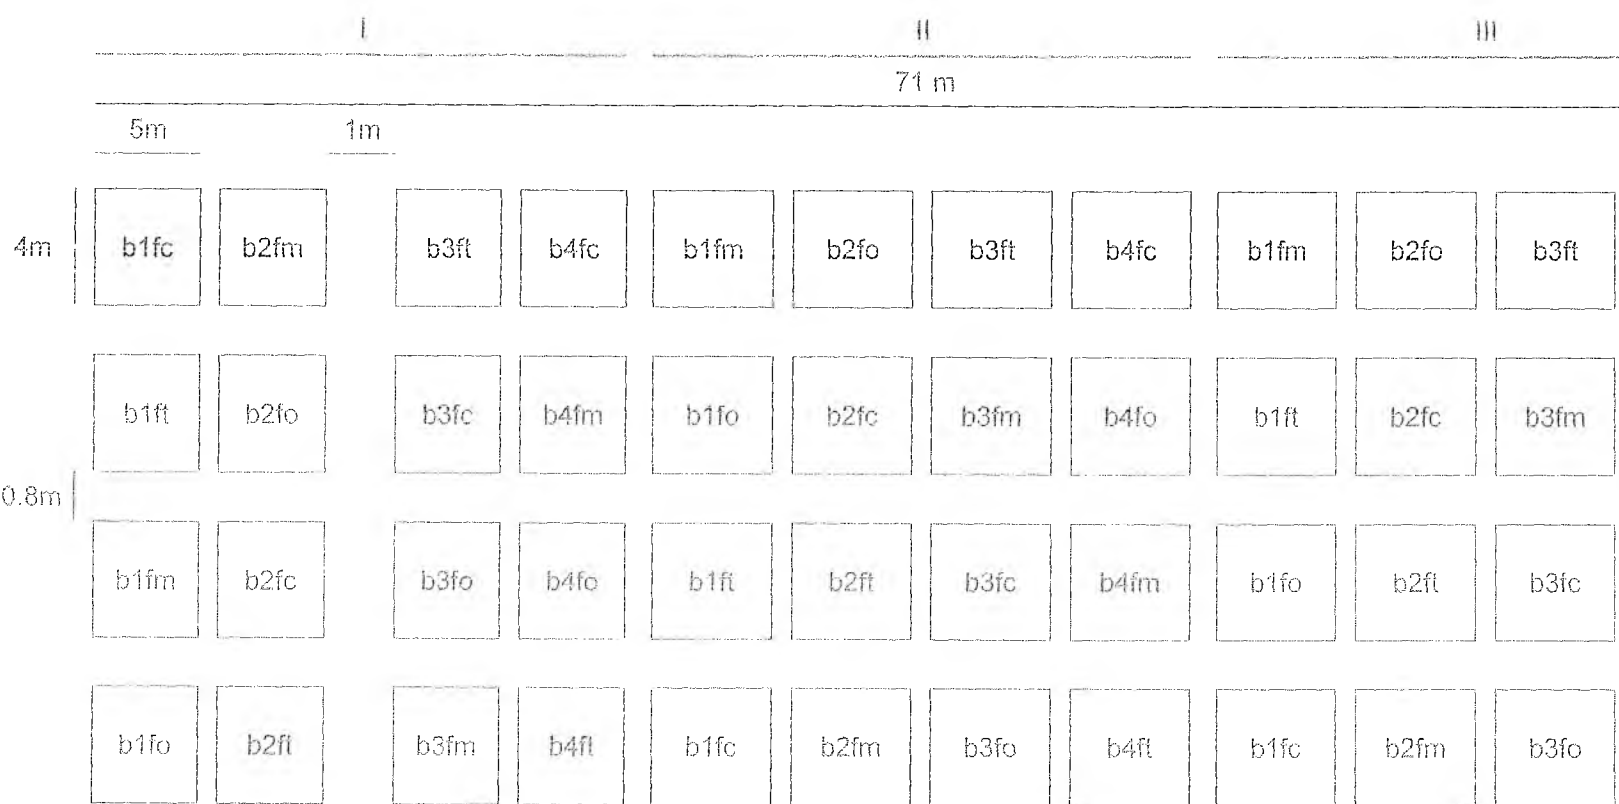 I II III
71 m
5m 1m
4m b1fc b2fm b3ft b4fc b1fm b2fo b3ft b4fc b1fm b2fo b3ft
b1ft b2fo b3fc b4fm b1fo b2fc b3fm b4fo b1ft b2fc b3fm
0.8m
b1fm b2fc b3fo b4fo b1ft b2ft b3fc b4fm b1fo b2ft b3fc
b1fo b2ft b3fm b4ft b1fc b2fm b3fo b4ft b1fc b2fm b3fo